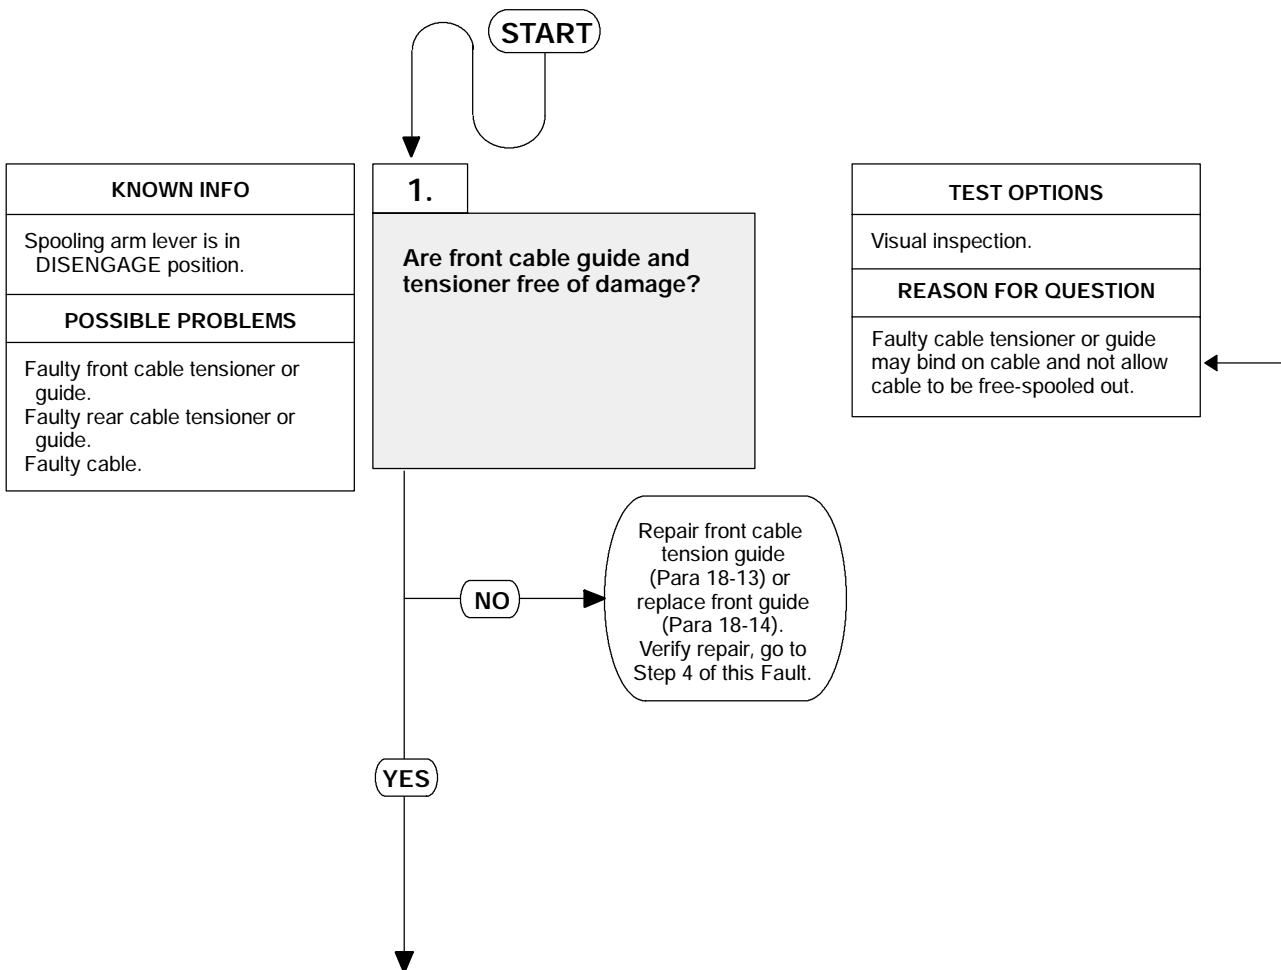 START
KNOWN INFO
Spooling arm lever is in
DISENGAGE position.
POSSIBLE PROBLEMS
Faulty front cable tensioner or
guide.
Faulty rear cable tensioner or
guide.
Faulty cable.
1.
Are front cable guide and
tensioner free of damage?
TEST OPTIONS
Visual inspection.
REASON FOR QUESTION
Faulty cable tensioner or guide
may bind on cable and not allow
cable to be free-spooled out.
NO
Repair front cable
tension guide
(Para 18-13) or
replace front guide
(Para 18-14).
Verify repair, go to
Step 4 of this Fault.
YES